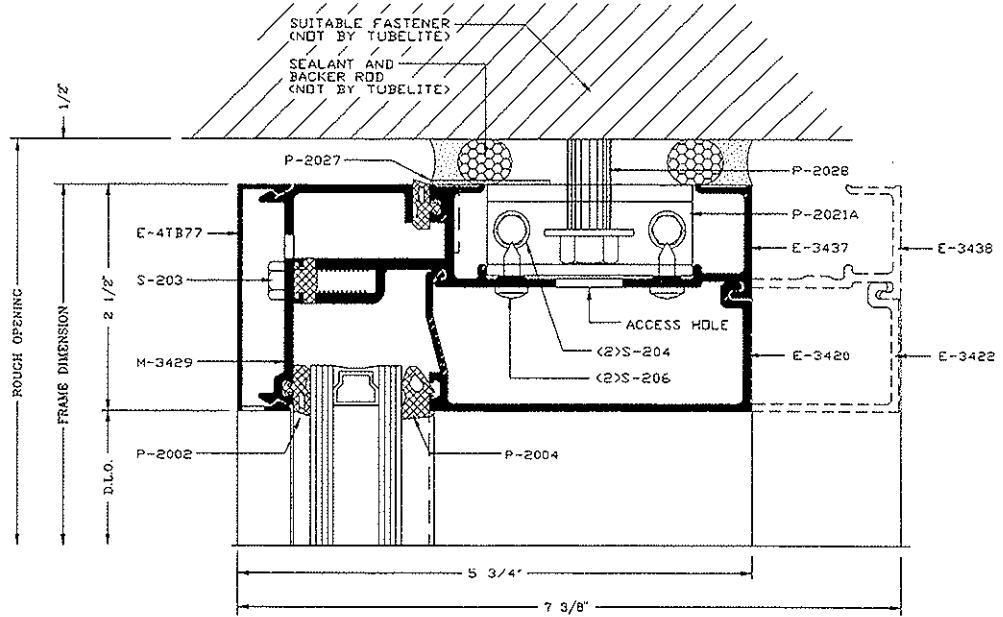 SUITABLE FASTENER
(NOT BY TUBELITE)
SEALANT AND
BACKER ROD
(NOT BY TUBELITE)
1/2"
P-2027
P-2028
P-2021A
E-4TB77
E-3437
E-3438
S-203
ROUGH OPENING
FRAME DIMENSION
2 1/2"
ACCESS HOLE
(2)S-204
M-3429
E-3420
E-3422
(2)S-206
P-2002
P-2004
D.L.O.
5 3/4"
7 3/8"